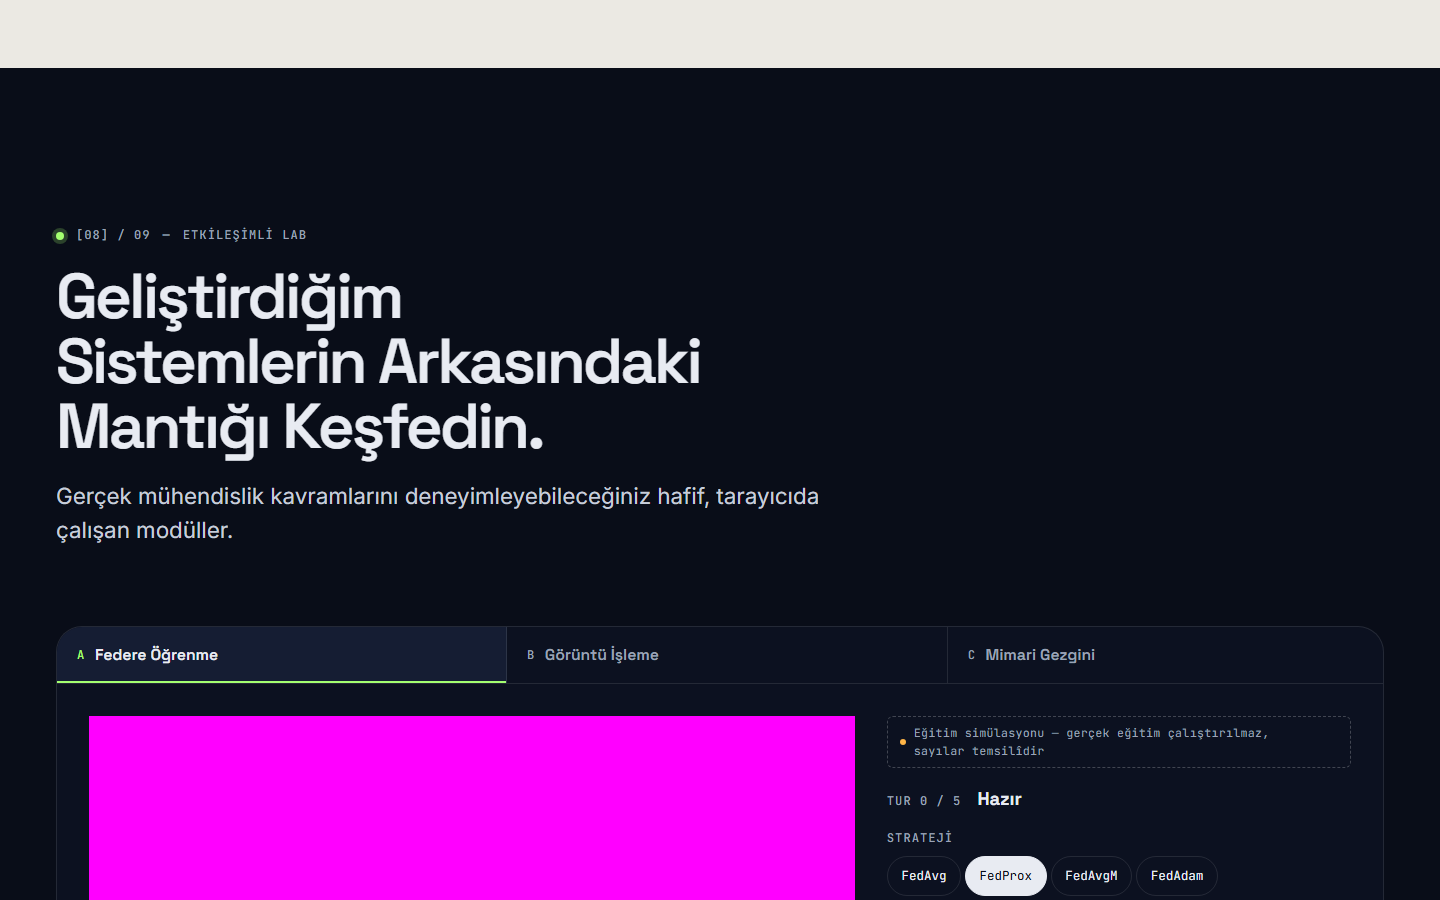 [08] / 09 — ETKİLEŞİMLİ LAB
Geliştirdiğim
Sistemlerin Arkasındaki
Mantığı Keşfedin.
Gerçek mühendislik kavramlarını deneyimleyebileceğiniz hafif, tarayıcıda
çalışan modüller.
A Federe Öğrenme
B Görüntü İşleme
C Mimari Gezgini
Eğitim simülasyonu — gerçek eğitim çalıştırılmaz,
sayılar temsilîdir
TUR 0 / 5 Hazır
STRATEJİ
FedAvg FedProx FedAvgM FedAdam